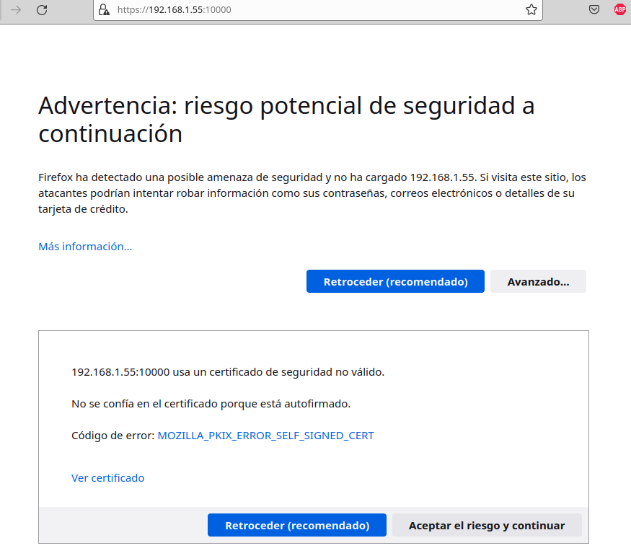 https://192.168.1.55:10000
ABP
Advertencia: riesgo potencial de seguridad a
continuación
Firefox ha detectado una posible amenaza de seguridad y no ha cargado 192.168.1.55. Si visita este sitio, los
atacantes podrían intentar robar información como sus contraseñas, correos electrónicos o detalles de su
tarjeta de crédito.
Más información...
Retroceder (recomendado)
Avanzado...
192.168.1.55:10000 usa un certificado de seguridad no válido.
No se confía en el certificado porque está autofirmado.
Código de error: MOZILLA_PKIX_ERROR_SELF_SIGNED_CERT
Ver certificado
Retroceder (recomendado)
Aceptar el riesgo y continuar